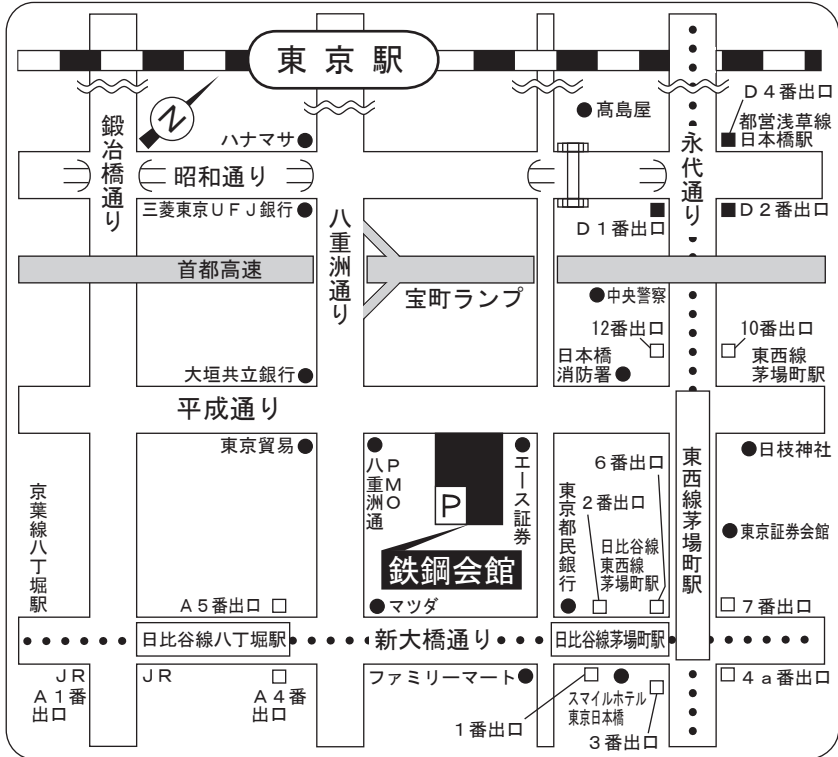 東京駅
N
髙島屋
D4番出口
都営浅草線
日本橋駅
ハナマサ
鍛冶橋通り
昭和通り
永代通り
三菱東京UFJ銀行
八重洲通り
D1番出口
D2番出口
首都高速
宝町ランプ
中央警察
12番出口
10番出口
日本橋
消防署
東西線
茅場町駅
大垣共立銀行
平成通り
東京貿易
PMO
八重洲通
P
エース証券
鉄鋼会館
東京都民銀行
6番出口
2番出口
日比谷線
東西線
茅場町駅
東西線茅場町駅
日枝神社
東京証券会館
京葉線八丁堀駅
A5番出口
マツダ
7番出口
日比谷線八丁堀駅
新大橋通り
日比谷線茅場町駅
JR
A1番
出口
JR
A4番
出口
ファミリーマート
1番出口
スマイルホテル
東京日本橋
3番出口
4a番出口